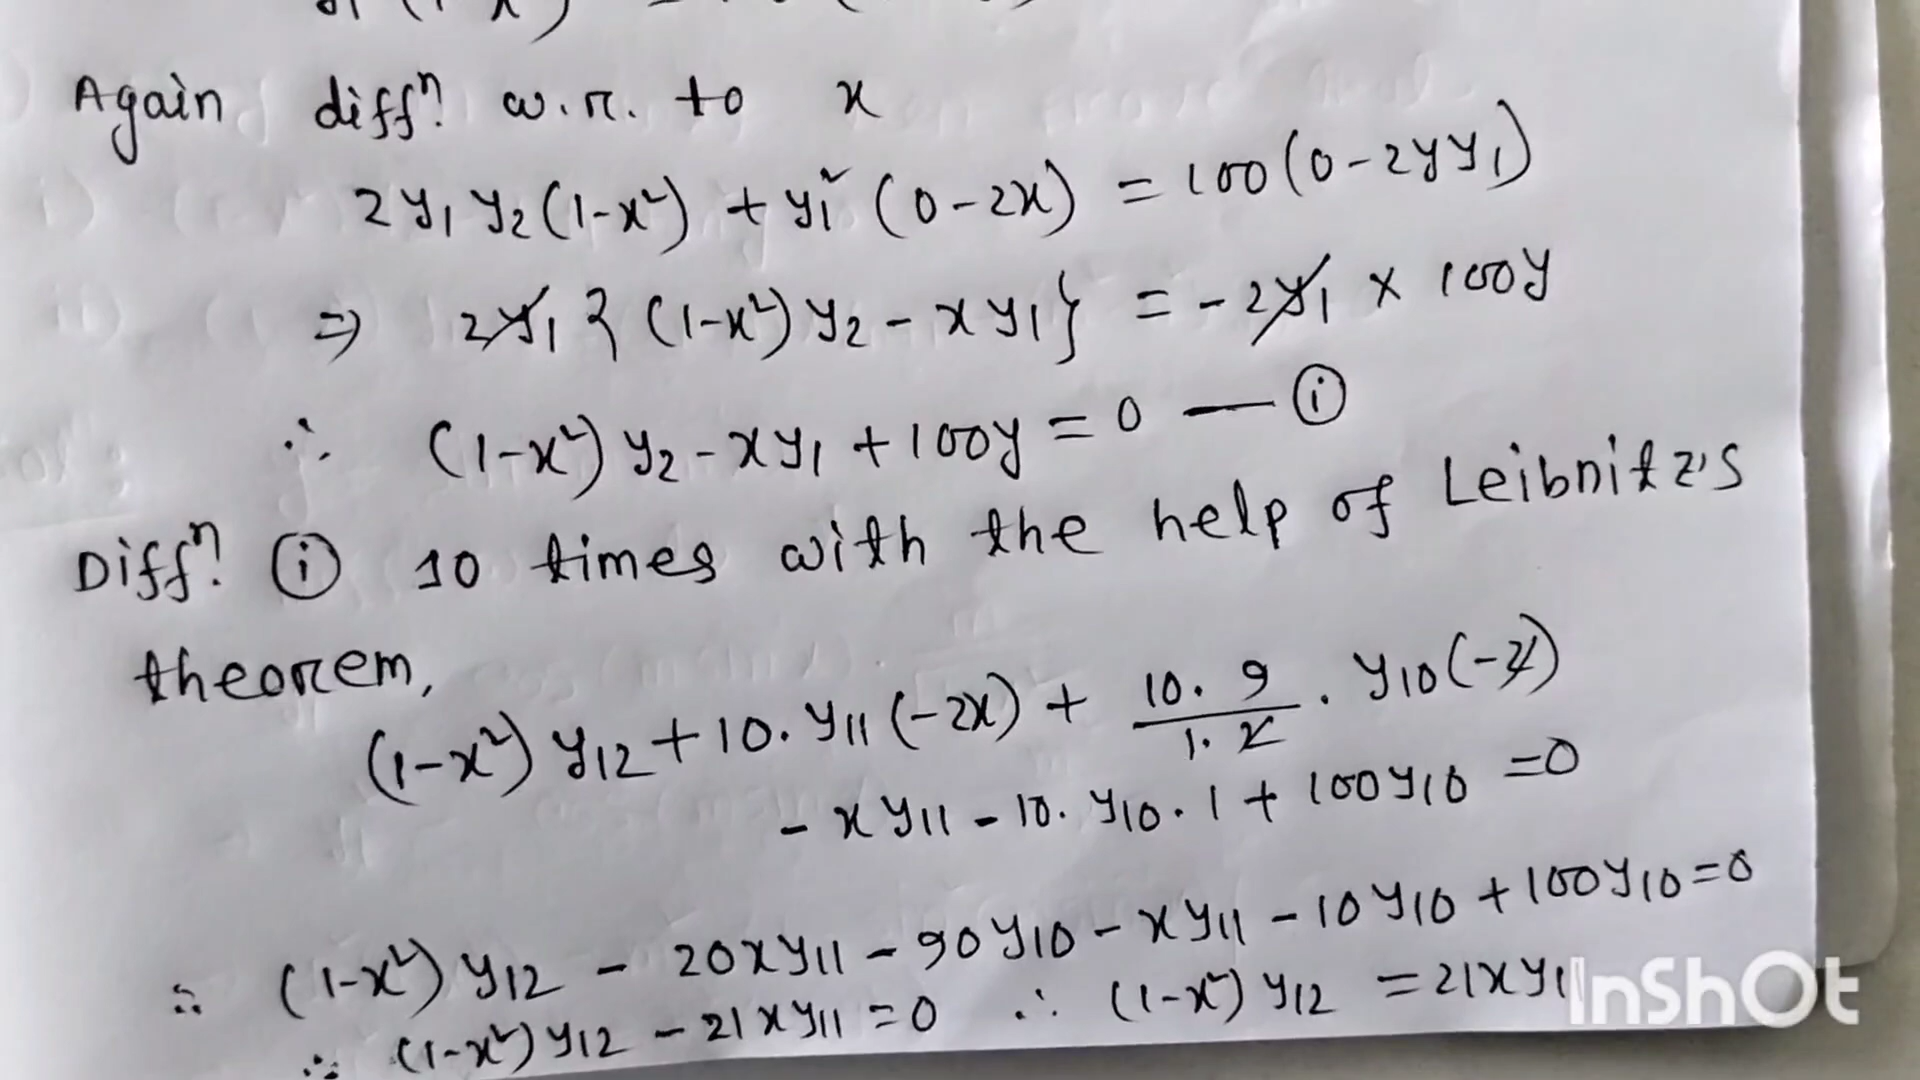 Again diffⁿ. w.r. to x
2y₁y₂(1-x²) + y₁² (0-2x) = 100(0-2yy₁)
⇒ 2y₁{(1-x²)y₂ - xy₁} = -2y₁ × 100y
∴ (1-x²)y₂ - xy₁ + 100y = 0 — ⓘ
Diffⁿ. ⓘ 10 times with the help of Leibnitz's
theorem,
(1-x²)y₁₂ + 10.y₁₁(-2x) + 10.9/1.2 . y₁₀(-2)
- xy₁₁ - 10.y₁₀.1 + 100y₁₀ = 0
∴ (1-x²)y₁₂ - 20xy₁₁ - 90y₁₀ - xy₁₁ - 10y₁₀ + 100y₁₀ = 0
∴ (1-x²)y₁₂ - 21xy₁₁ = 0 ∴ (1-x²)y₁₂ = 21xy₁
InShOt